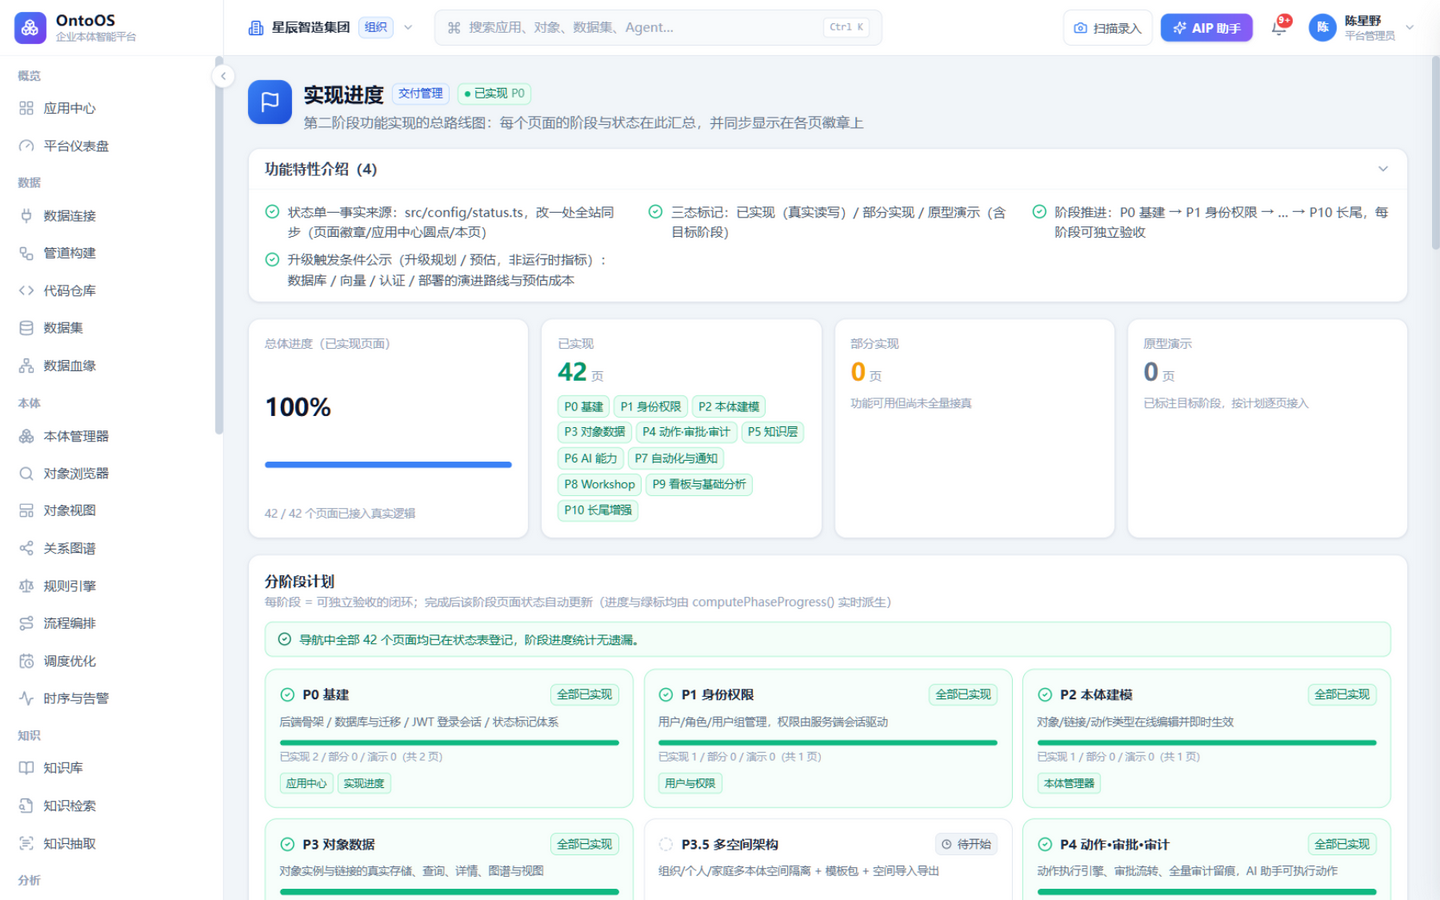 OntoOS
企业本体智能平台
星辰智造集团 组织
搜索应用、对象、数据集、Agent... Ctrl K
扫描录入
AIP 助手
9+
陈
陈星野
平台管理员
概览
应用中心
平台仪表盘
数据
数据连接
管道构建
代码仓库
数据集
数据血缘
本体
本体管理器
对象浏览器
对象视图
关系图谱
规则引擎
流程编排
调度优化
时序与告警
知识
知识库
知识检索
知识抽取
分析
实现进度 交付管理 已实现 P0
第二阶段功能实现的总路线图：每个页面的阶段与状态在此汇总，并同步显示在各页徽章上
功能特性介绍（4）
状态单一事实来源：src/config/status.ts，改一处全站同
步（页面徽章/应用中心圆点/本页）
三态标记：已实现（真实读写）/ 部分实现 / 原型演示（含
目标阶段）
阶段推进：P0 基建 → P1 身份权限 → ... → P10 长尾，每
阶段可独立验收
升级触发条件公示（升级规划 / 预估，非运行时指标）：
数据库 / 向量 / 认证 / 部署的演进路线与预估成本
总体进度（已实现页面）
100%
42 / 42 个页面已接入真实逻辑
已实现
42 页
P0 基建 P1 身份权限 P2 本体建模
P3 对象数据 P4 动作·审批·审计 P5 知识层
P6 AI 能力 P7 自动化与通知
P8 Workshop P9 看板与基础分析
P10 长尾增强
部分实现
0 页
功能可用但尚未全量接真
原型演示
0 页
已标注目标阶段，按计划逐页接入
分阶段计划
每阶段 = 可独立验收的闭环；完成后该阶段页面状态自动更新（进度与绿标均由 computePhaseProgress() 实时派生）
导航中全部 42 个页面均已在状态表登记，阶段进度统计无遗漏。
P0 基建 全部已实现
后端骨架 / 数据库与迁移 / JWT 登录会话 / 状态标记体系
已实现 2 / 部分 0 / 演示 0（共 2 页）
应用中心 实现进度
P1 身份权限 全部已实现
用户/角色/用户组管理，权限由服务端会话驱动
已实现 1 / 部分 0 / 演示 0（共 1 页）
用户与权限
P2 本体建模 全部已实现
对象/链接/动作类型在线编辑并即时生效
已实现 1 / 部分 0 / 演示 0（共 1 页）
本体管理器
P3 对象数据 全部已实现
对象实例与链接的真实存储、查询、详情、图谱与视图
P3.5 多空间架构 待开始
组织/个人/家庭多本体空间隔离 + 模板包 + 空间导入导出
P4 动作·审批·审计 全部已实现
动作执行引擎、审批流转、全量审计留痕，AI 助手可执行动作